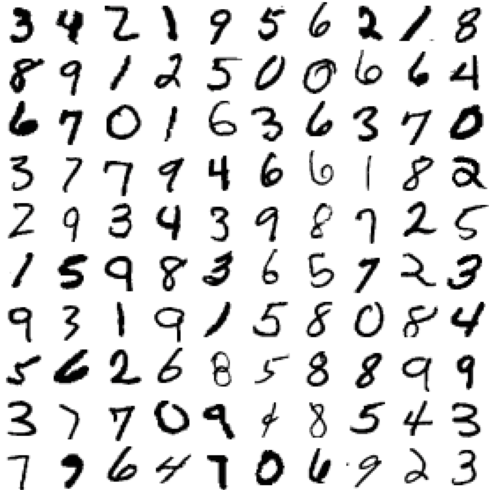 3 4 2 1 9 5 6 2 1 8
8 9 1 2 5 0 0 6 6 4
6 7 0 1 6 3 6 3 7 0
3 7 7 9 4 6 6 1 8 2
2 9 3 4 3 9 8 7 2 5
1 5 9 8 3 6 5 7 2 3
9 3 1 9 1 5 8 0 8 4
5 6 2 6 8 5 8 8 9 9
3 7 7 0 9 4 8 5 4 3
7 9 6 4 7 0 6 9 2 3